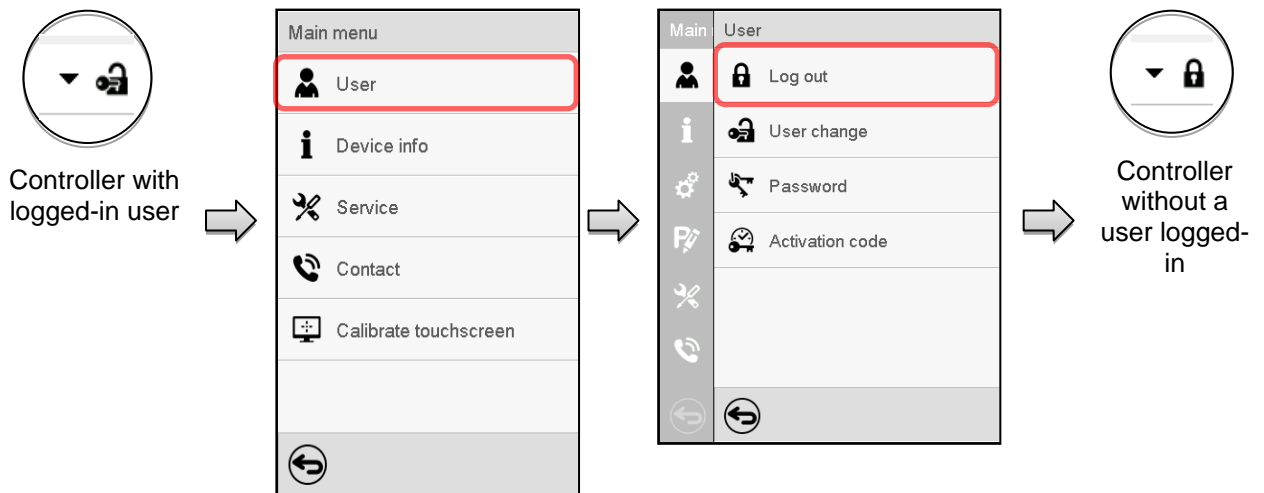 Controller with
logged-in user
Main menu
User
Device info
Service
Contact
Calibrate touchscreen
Main
User
Log out
User change
Password
Activation code
Controller
without a
user logged-
in